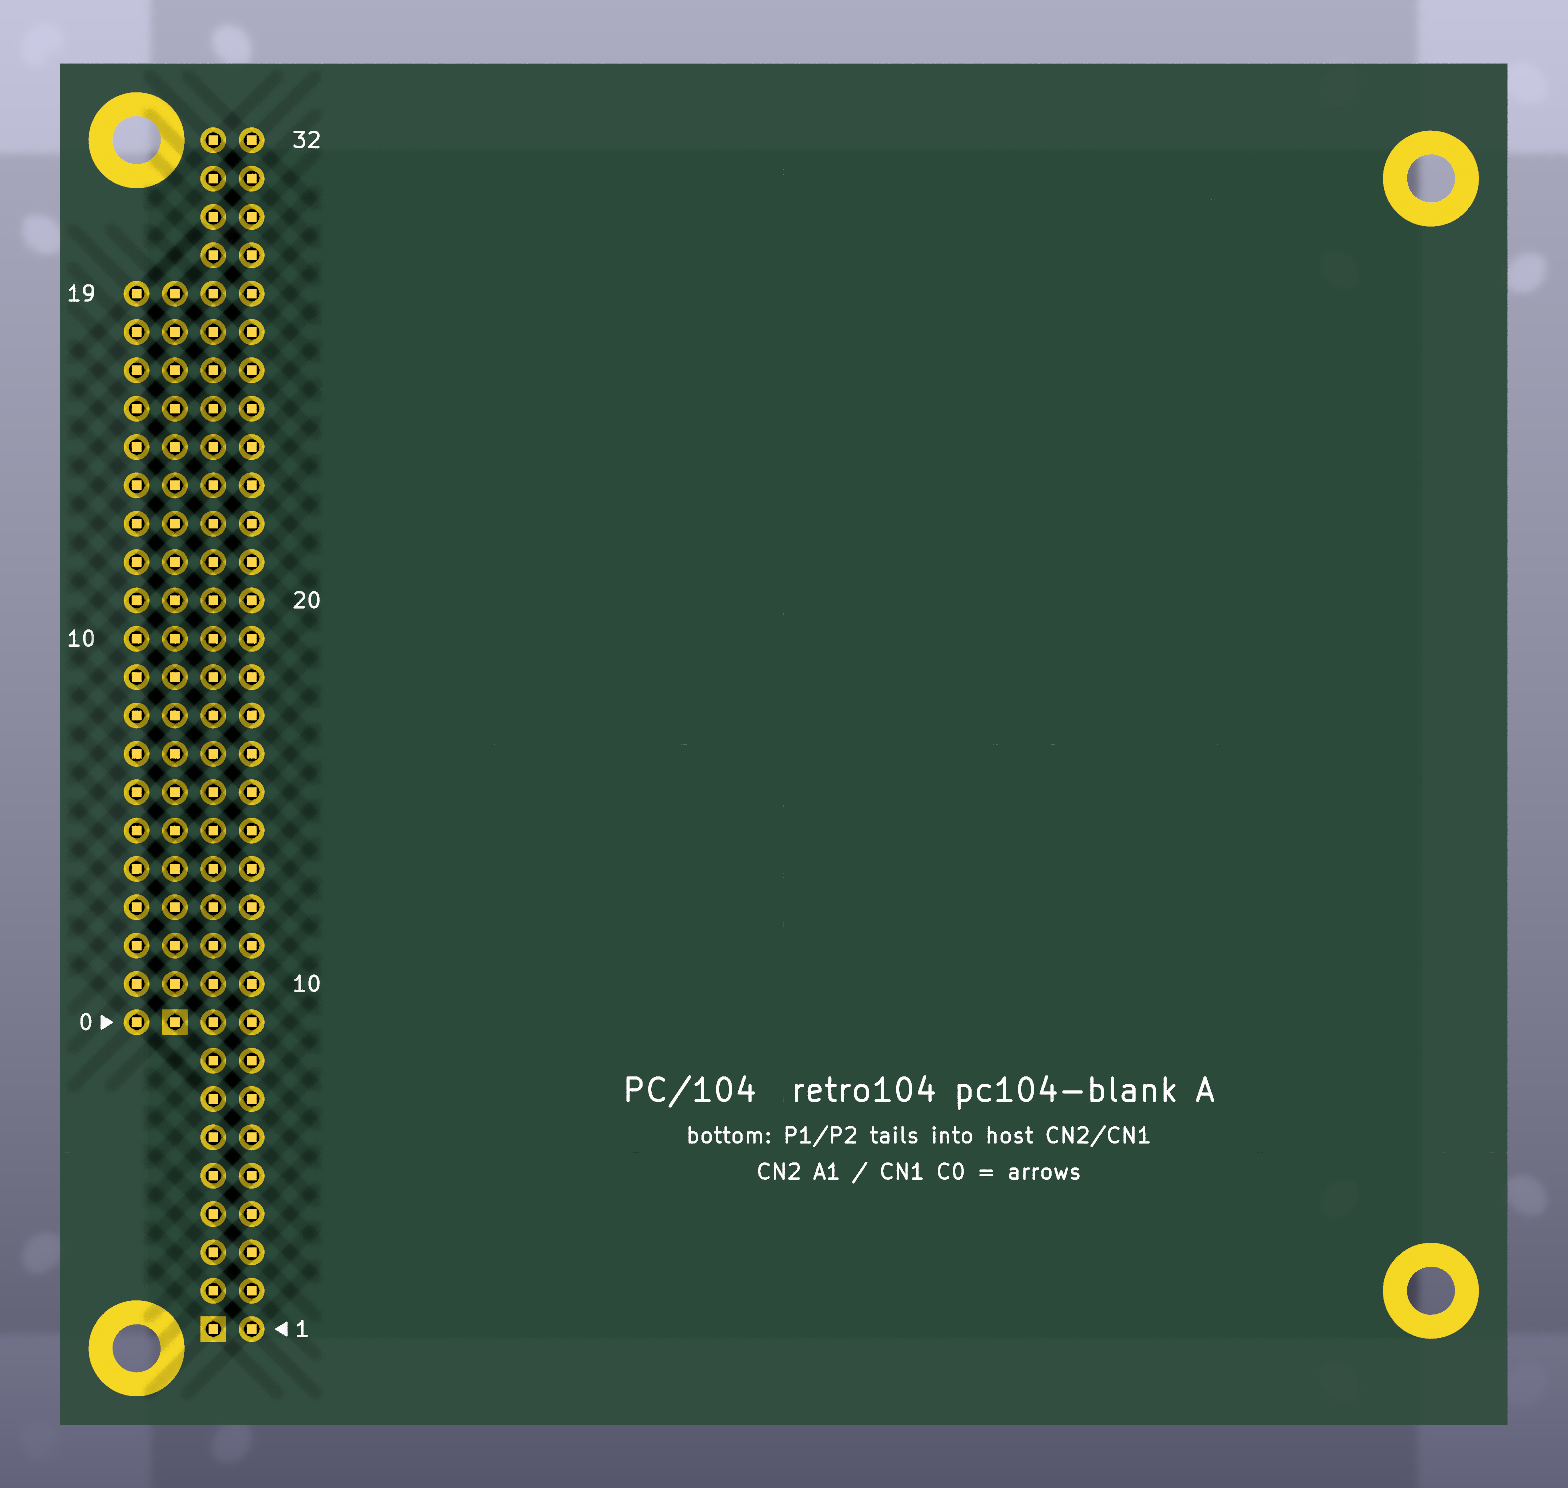 32
19
20
10
10
0
PC/104 retro104 pc104-blank A
bottom: P1/P2 tails into host CN2/CN1
CN2 A1 / CN1 C0 = arrows
1